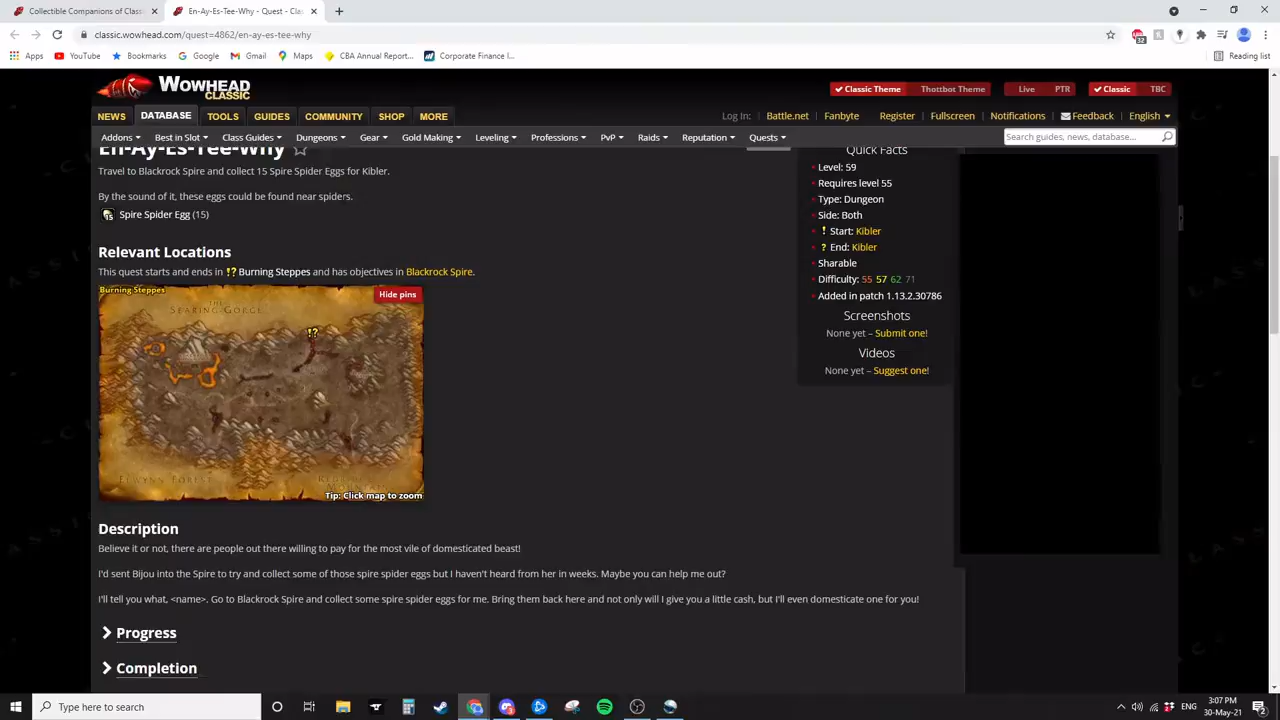 Collectible Companions of Classic
En-Ay-Es-Tee-Why - Quest - Clas
classic.wowhead.com/quest=4862/en-ay-es-tee-why
Apps YouTube Bookmarks Google Gmail Maps CBA Annual Report... Corporate Finance I... Reading list
WOWHEAD
CLASSIC
Classic Theme Thottbot Theme Live PTR Classic TBC
NEWS DATABASE TOOLS GUIDES COMMUNITY SHOP MORE
Log In: Battle.net Fanbyte Register Fullscreen Notifications Feedback English
Addons Best in Slot Class Guides Dungeons Gear Gold Making Leveling Professions PvP Raids Reputation Quests
Search guides, news, database...
En-Ay-Es-Tee-Why
Travel to Blackrock Spire and collect 15 Spire Spider Eggs for Kibler.
By the sound of it, these eggs could be found near spiders.
15
Spire Spider Egg (15)
Relevant Locations
This quest starts and ends in !? Burning Steppes and has objectives in Blackrock Spire.
Burning Steppes
Hide pins
SEARING GORGE
!?
ELWYNN FOREST
Tip: Click map to zoom
Quick Facts
Level: 59
Requires level 55
Type: Dungeon
Side: Both
! Start: Kibler
? End: Kibler
Sharable
Difficulty: 55 57 62 71
Added in patch 1.13.2.30786
Screenshots
None yet – Submit one!
Videos
None yet – Suggest one!
Description
Believe it or not, there are people out there willing to pay for the most vile of domesticated beast!
I'd sent Bijou into the Spire to try and collect some of those spire spider eggs but I haven't heard from her in weeks. Maybe you can help me out?
I'll tell you what, <name>. Go to Blackrock Spire and collect some spire spider eggs for me. Bring them back here and not only will I give you a little cash, but I'll even domesticate one for you!
Progress
Completion
Type here to search
ENG
3:07 PM
30-May-21
2